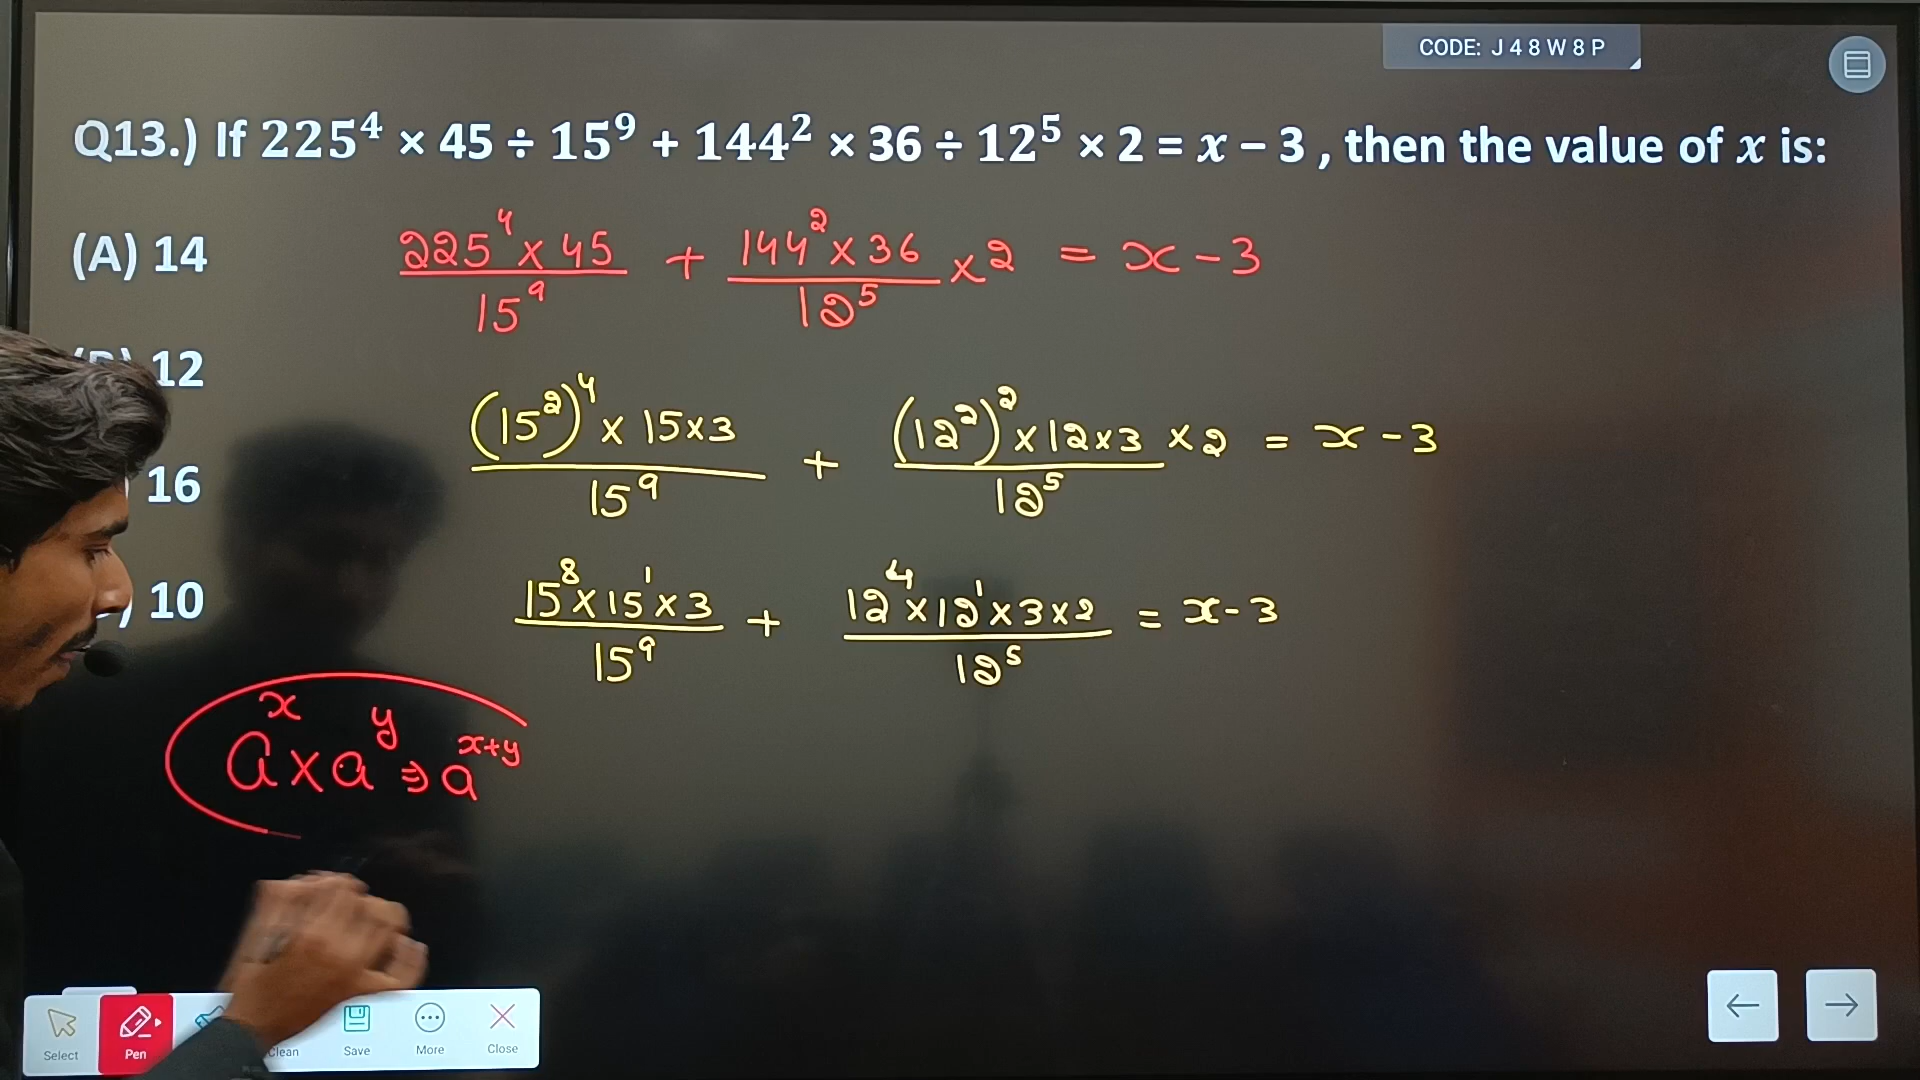 CODE: J48W8P
Q13.) If 225⁴ × 45 ÷ 15⁹ + 144² × 36 ÷ 12⁵ × 2 = x − 3 , then the value of x is:
(A) 14
225⁴ × 45 / 15⁹ + 144² × 36 / 12⁵ × 2 = x − 3
12
(15²)⁴ × 15×3 / 15⁹ + (12²)² × 12×3 / 12⁵ × 2 = x − 3
16
15⁸ × 15¹ × 3 / 15⁹ + 12⁴ × 12¹ × 3 × 2 / 12⁵ = x − 3
10
aˣ × aʸ ⇒ aˣ⁺ʸ
Select Pen Clean Save More Close